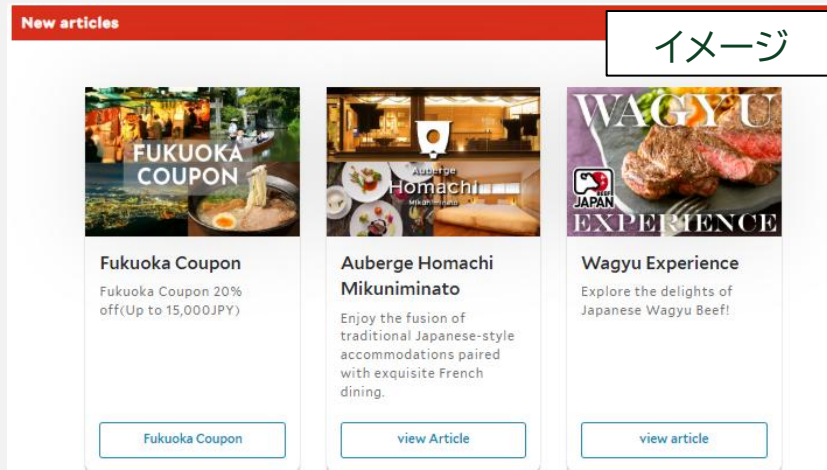 New articles
イメージ
FUKUOKA
COUPON
Fukuoka Coupon
Fukuoka Coupon 20%
off(Up to 15,000JPY)
Fukuoka Coupon
Auberge
Homachi
Mikuniminato
Auberge Homachi
Mikuniminato
Enjoy the fusion of
traditional Japanese-style
accommodations paired
with exquisite French
dining.
view Article
WAGYU
BEEF
JAPAN
EXPERIENCE
Wagyu Experience
Explore the delights of
Japanese Wagyu Beef!
view article